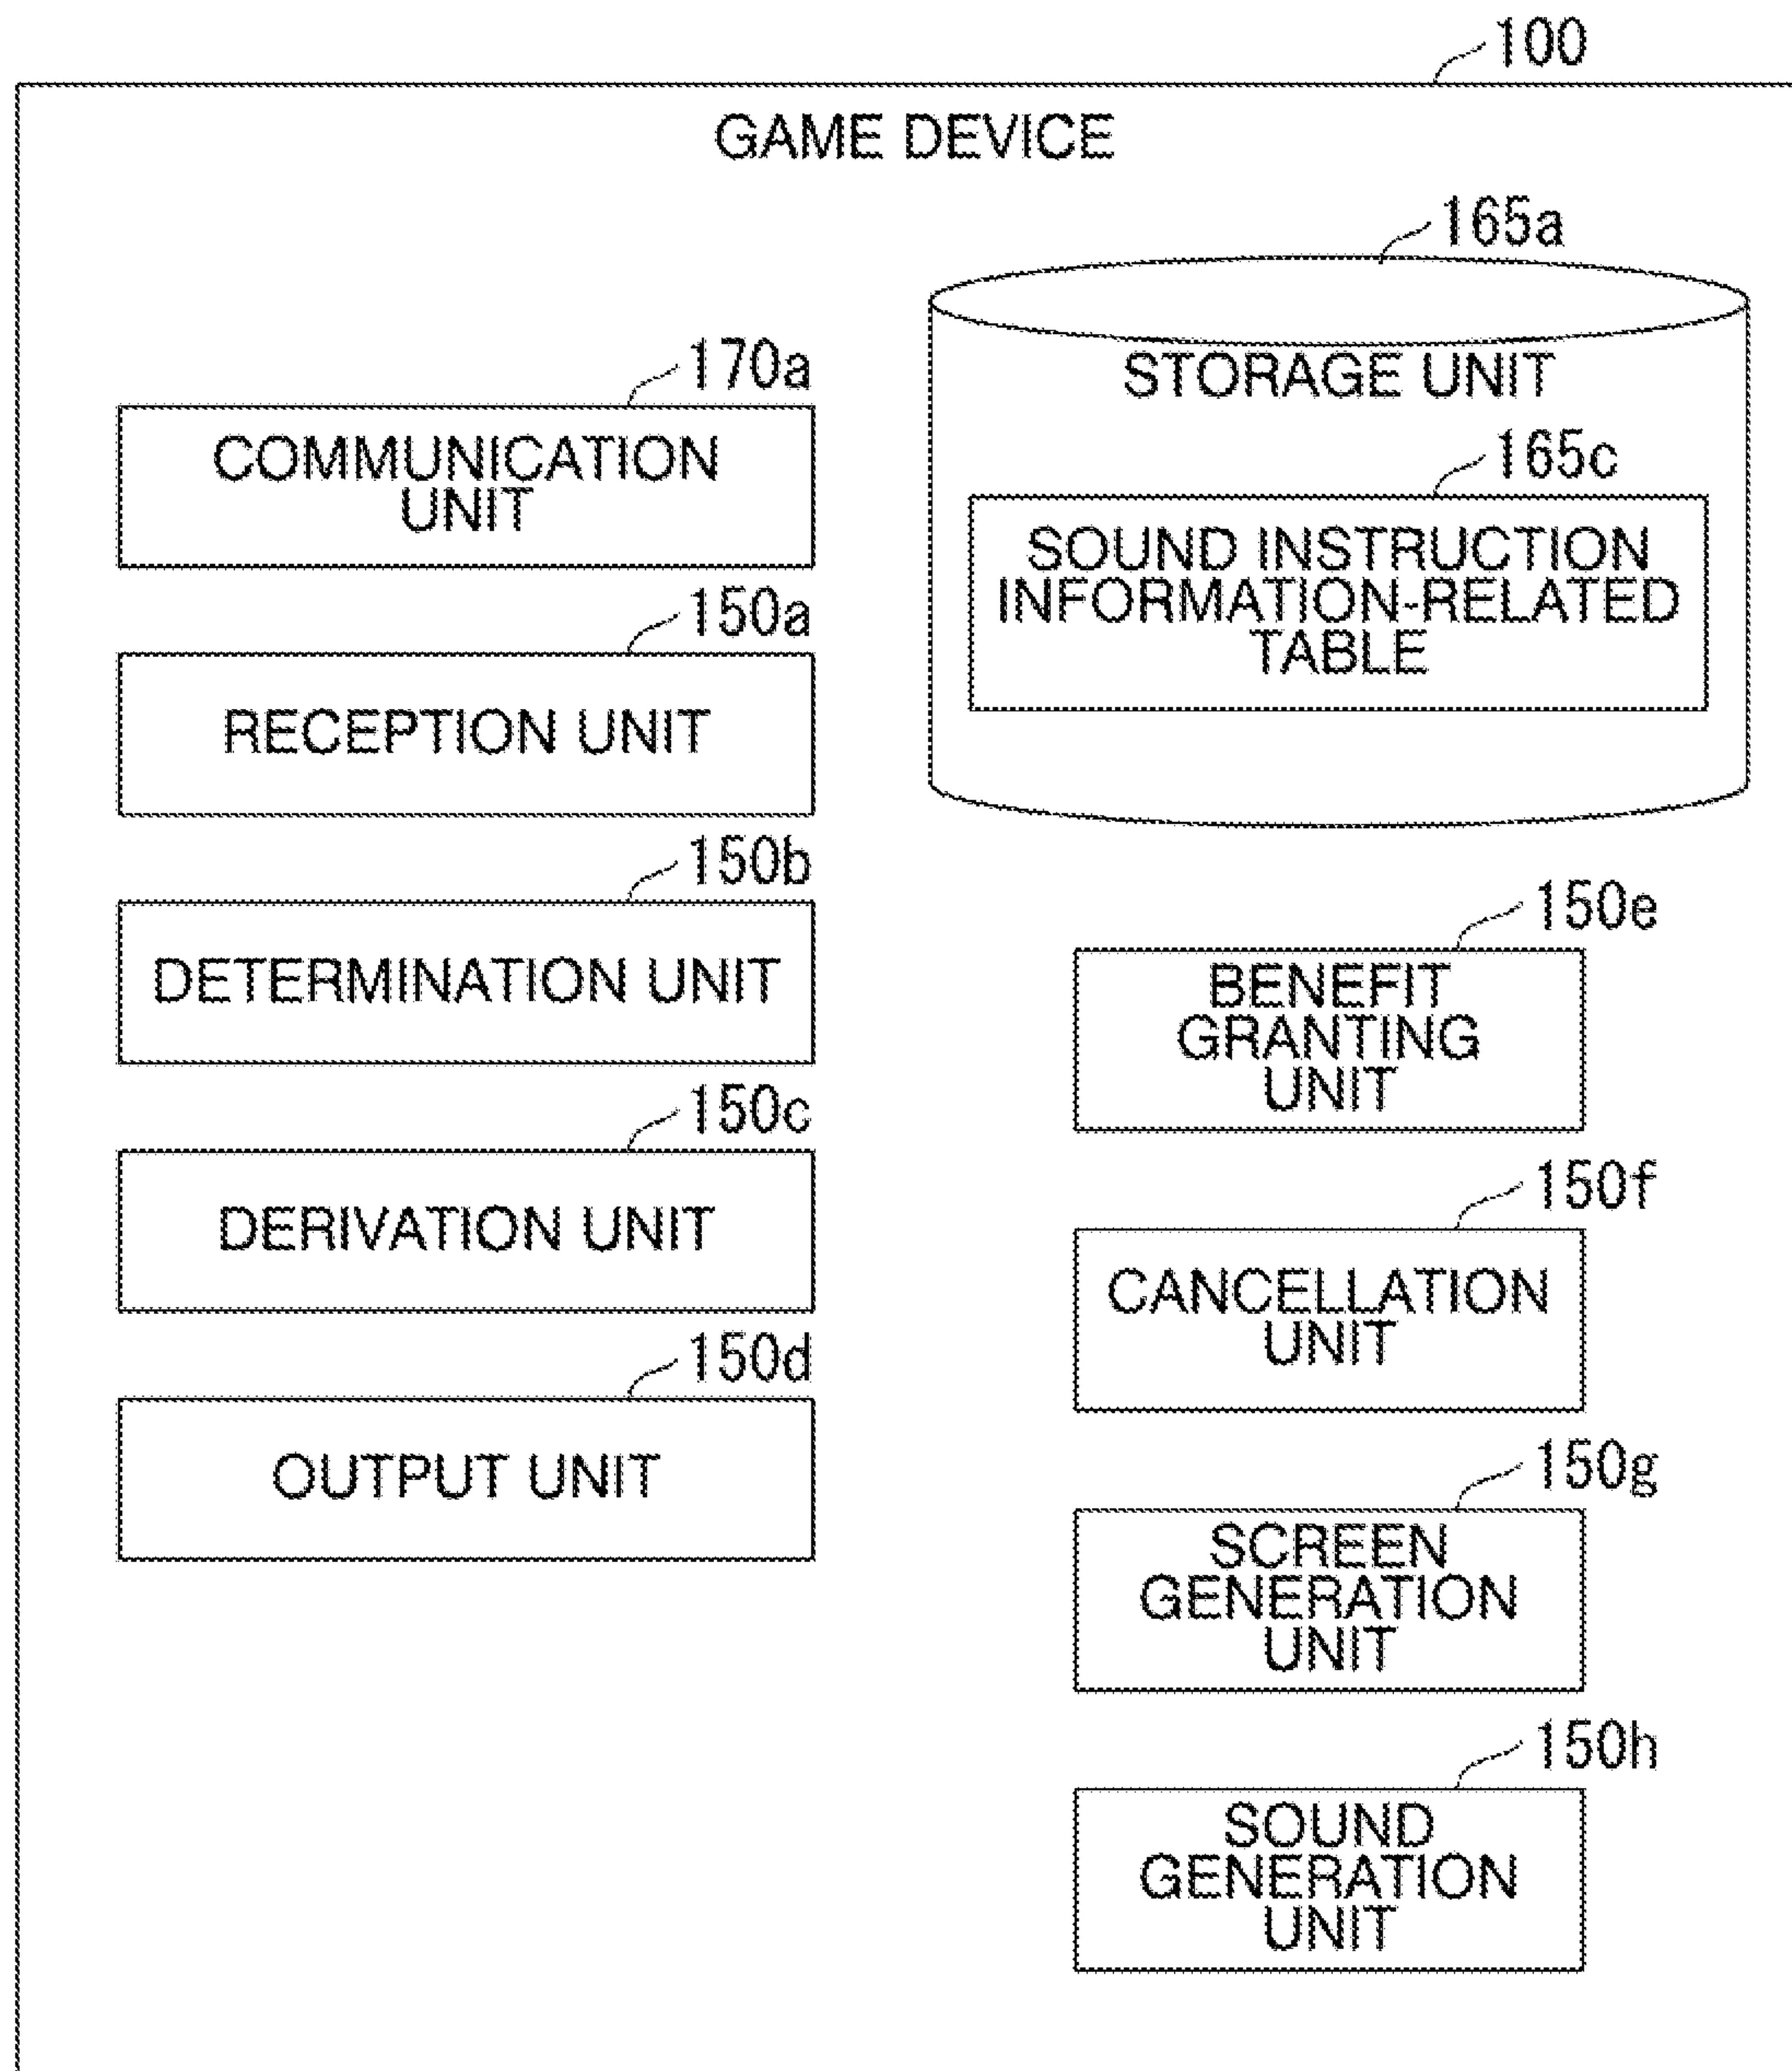 100
GAME DEVICE
165a
STORAGE UNIT
165c
SOUND INSTRUCTION
INFORMATION-RELATED
TABLE
170a
COMMUNICATION
UNIT
150a
RECEPTION UNIT
150b
DETERMINATION UNIT
150c
DERIVATION UNIT
150d
OUTPUT UNIT
150e
BENEFIT
GRANTING
UNIT
150f
CANCELLATION
UNIT
150g
SCREEN
GENERATION
UNIT
150h
SOUND
GENERATION
UNIT